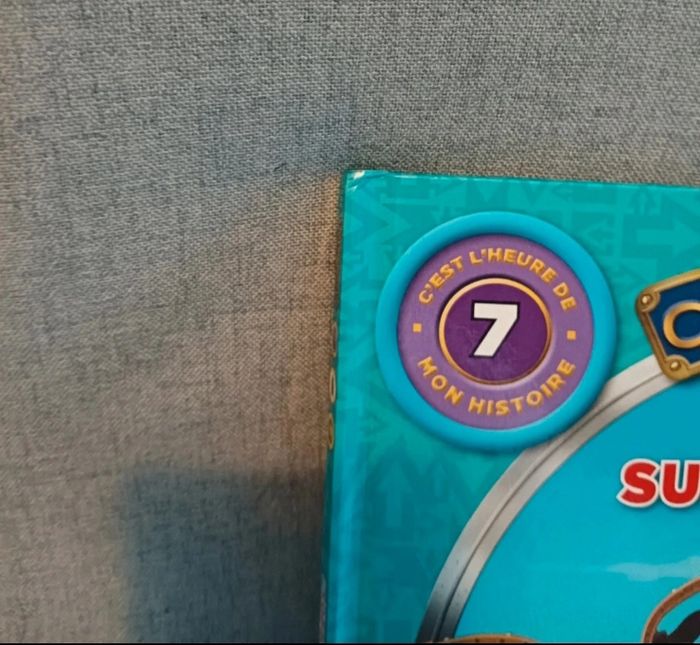 C'EST L'HEURE DE
7
MON HISTOIRE
SU